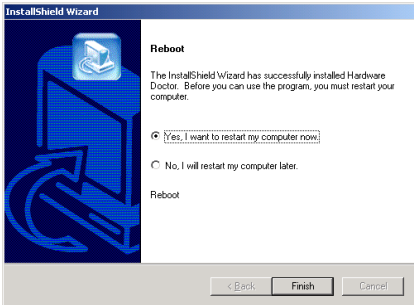 InstallShield Wizard
Reboot
The InstallShield Wizard has successfully installed Hardware
Doctor. Before you can use the program, you must restart your
computer.
Yes, I want to restart my computer now.
No, I will restart my computer later.
Reboot
< Back
Finish
Cancel